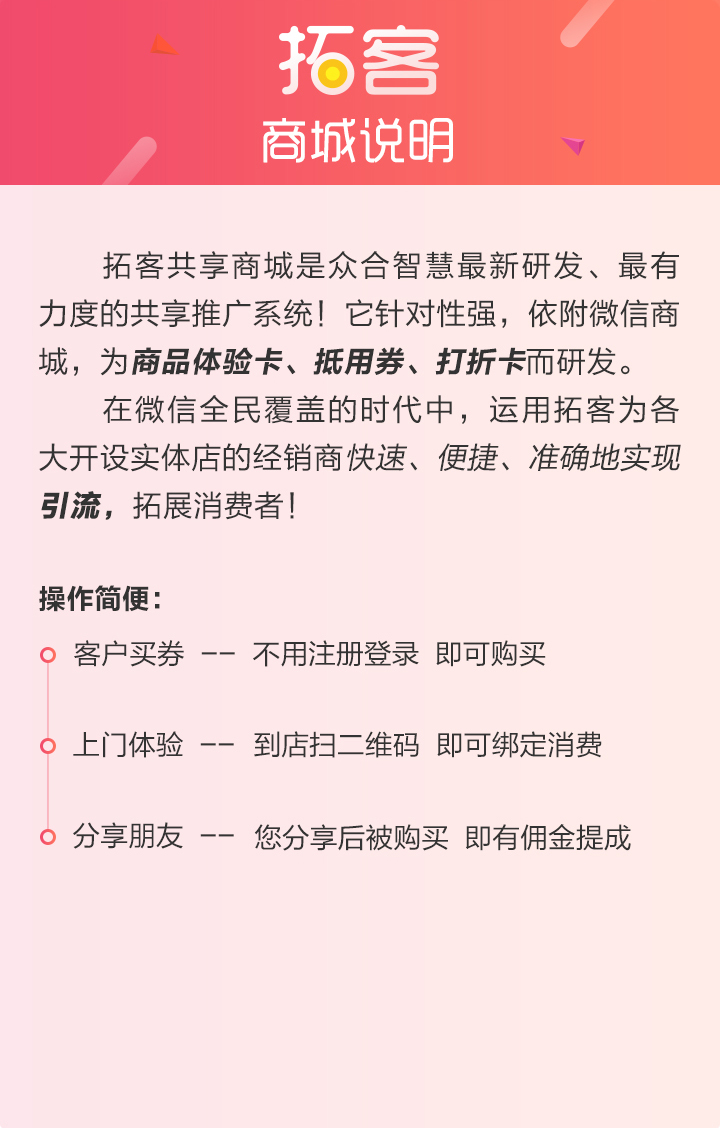 拓客
商城说明
拓客共享商城是众合智慧最新研发、最有
力度的共享推广系统！它针对性强，依附微信商
城，为商品体验卡、抵用券、打折卡而研发。
在微信全民覆盖的时代中，运用拓客为各
大开设实体店的经销商快速、便捷、准确地实现
引流，拓展消费者！
操作简便：
客户买券 -- 不用注册登录 即可购买
上门体验 -- 到店扫二维码 即可绑定消费
分享朋友 -- 您分享后被购买 即有佣金提成